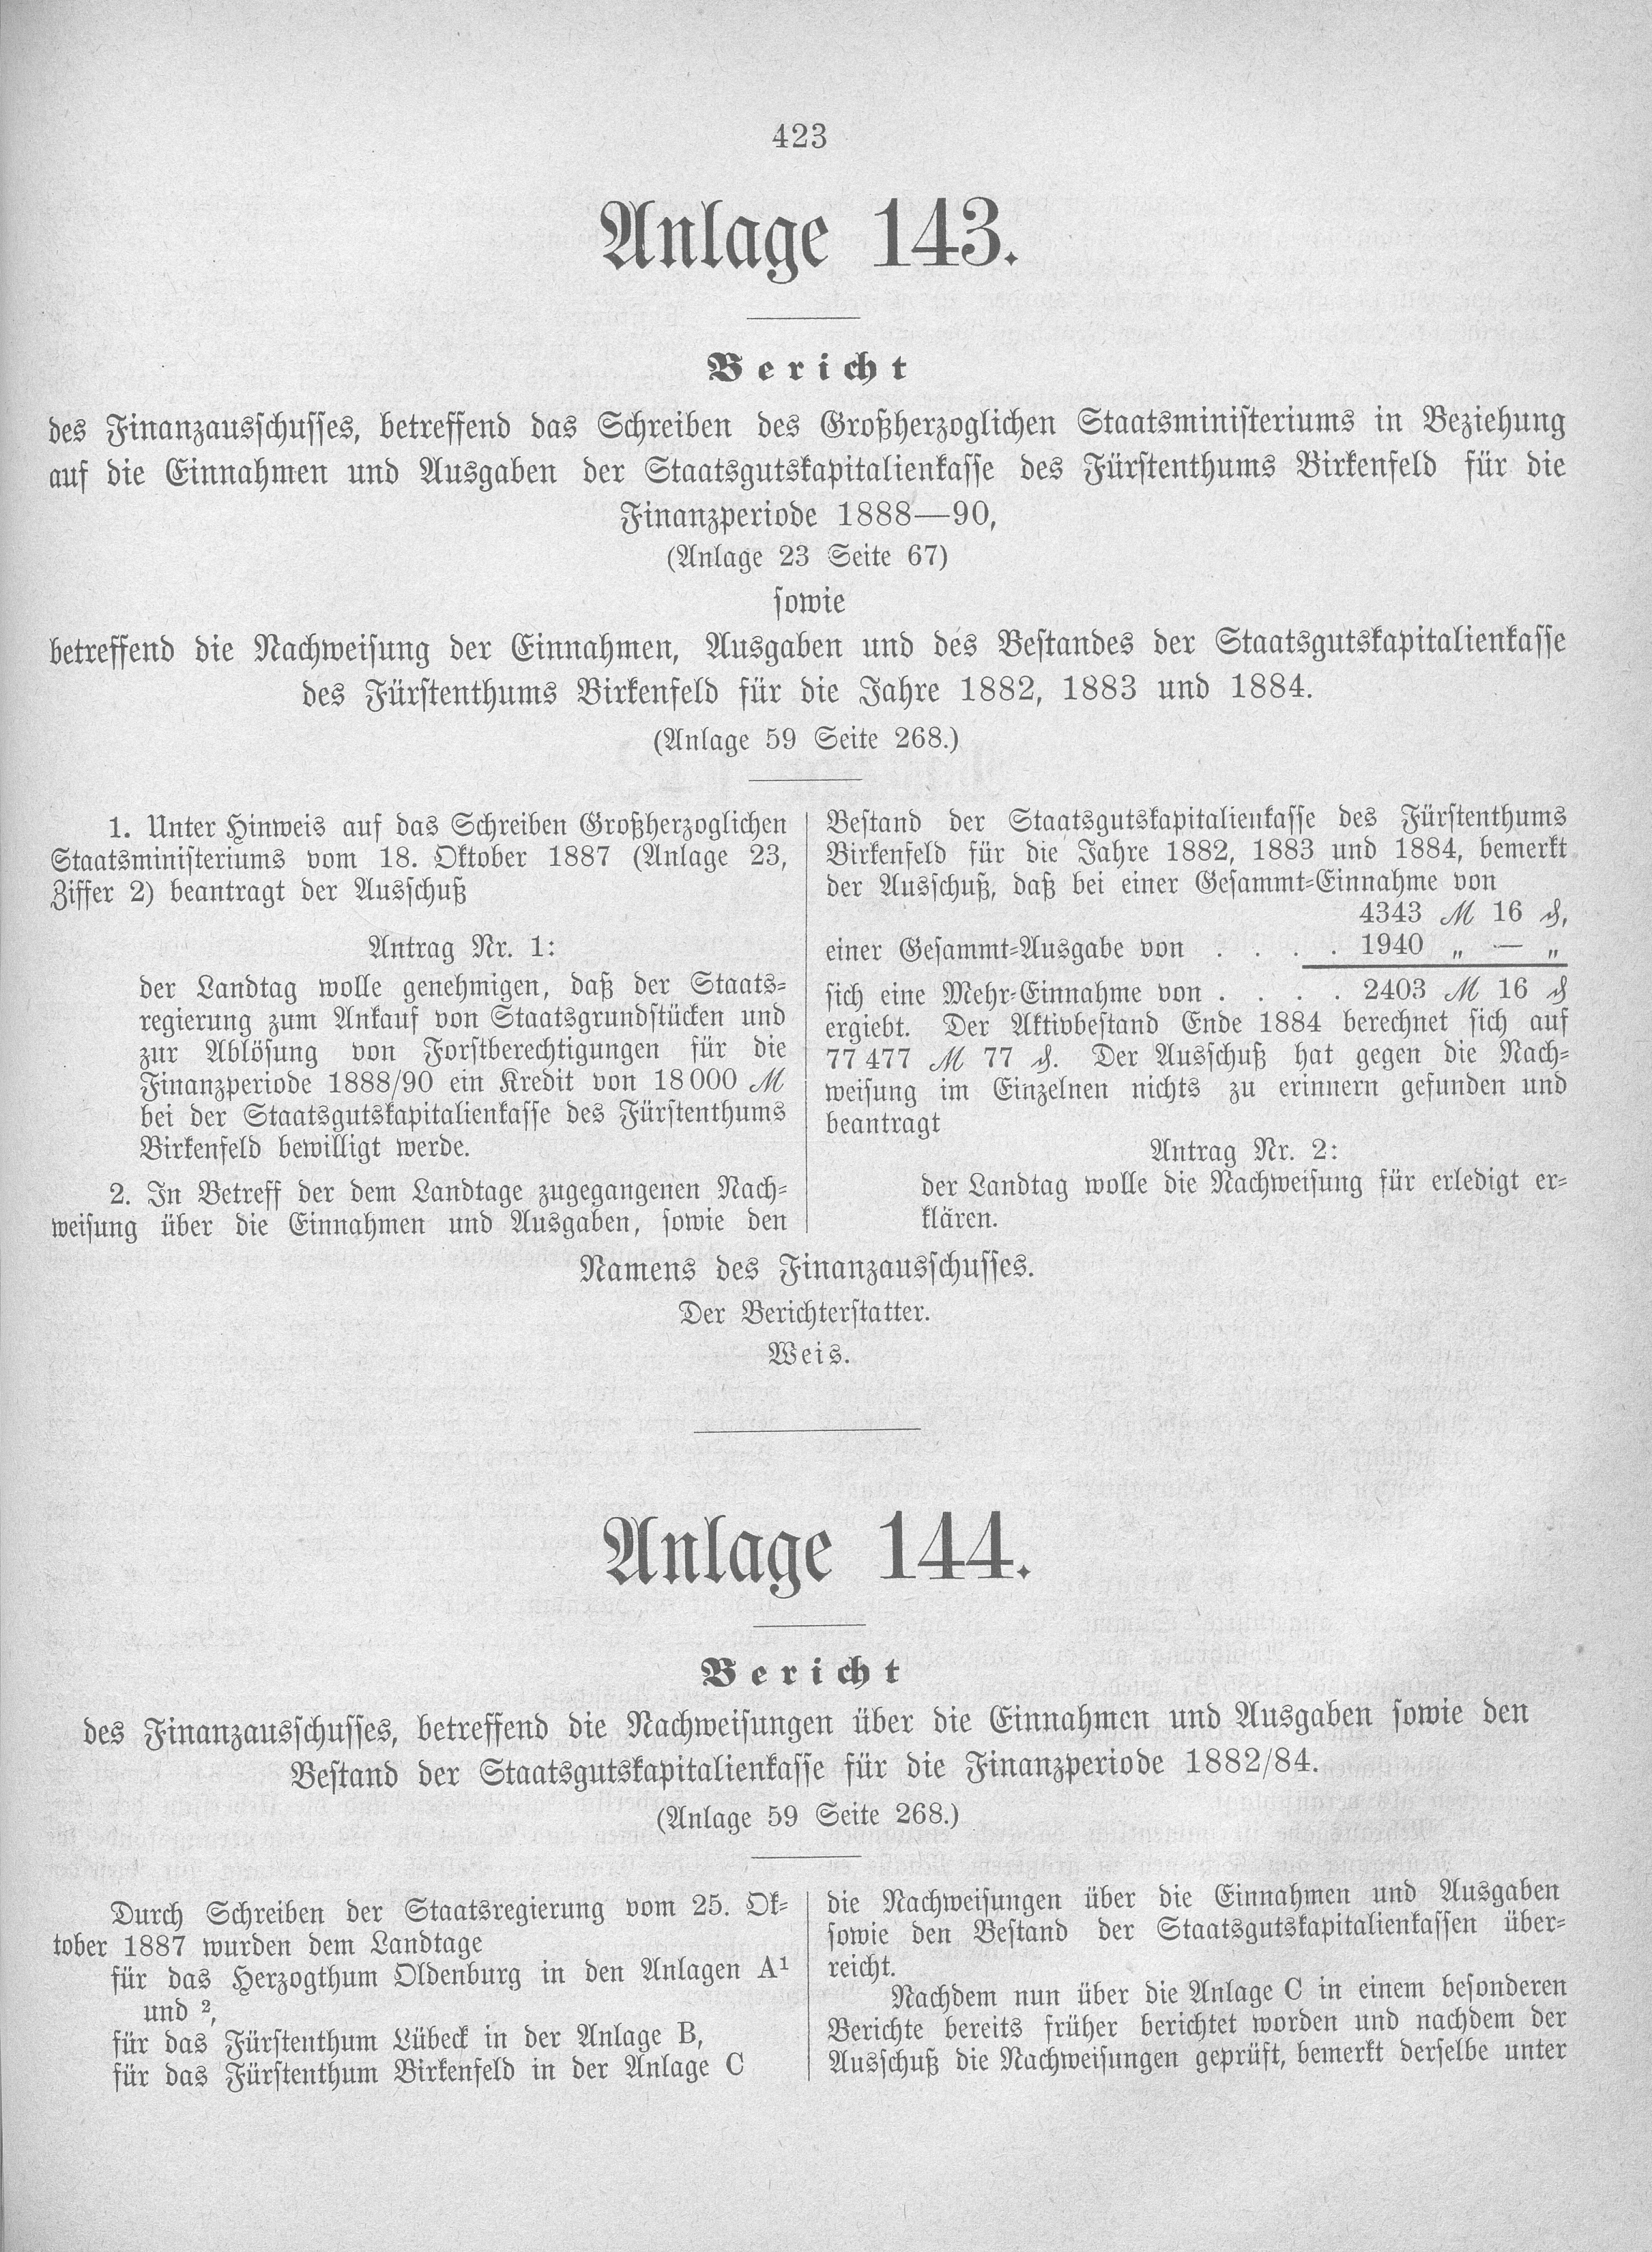 423
Anlage 143.
Bericht
des Finanzausschusses, betreffend das Schreiben des Großherzoglichen Staatsministeriums in Beziehung
auf die Einnahmen und Ausgaben der Staatsgutskapitalienkasse des Fürstenthums Birkenfeld für die
Finanzperiode 1888—90,
(Anlage 23 Seite 67)
sowie
betreffend die Nachweisung der Einnahmen, Ausgaben und des Bestandes der Staatsgutskapitalienkasse
des Fürstenthums Birkenfeld für die Jahre 1882, 1883 und 1884.
(Anlage 59 Seite 268.)
1. Unter Hinweis auf das Schreiben Großherzoglichen
Staatsministeriums vom 18. Oktober 1887 (Anlage 23,
Ziffer 2) beantragt der Ausschuß
Antrag Nr. 1:
der Landtag wolle genehmigen, daß der Staats-
regierung zum Ankauf von Staatsgrundstücken und
zur Ablösung von Forstberechtigungen für die
Finanzperiode 1888/90 ein Kredit von 18000 ℳ
bei der Staatsgutskapitalienkasse des Fürstenthums
Birkenfeld bewilligt werde.
2. In Betreff der dem Landtage zugegangenen Nach-
weisung über die Einnahmen und Ausgaben, sowie den
Bestand der Staatsgutskapitalienkasse des Fürstenthums
Birkenfeld für die Jahre 1882, 1883 und 1884, bemerkt
der Ausschuß, daß bei einer Gesammt-Einnahme von
4343 ℳ 16 ₰,
einer Gesammt-Ausgabe von . . . . 1940 „ — „
sich eine Mehr-Einnahme von . . . . 2403 ℳ 16 ₰
ergiebt. Der Aktivbestand Ende 1884 berechnet sich auf
77477 ℳ 77 ₰. Der Ausschuß hat gegen die Nach-
weisung im Einzelnen nichts zu erinnern gefunden und
beantragt
Antrag Nr. 2:
der Landtag wolle die Nachweisung für erledigt er-
klären.
Namens des Finanzausschusses.
Der Berichterstatter.
Weis.
Anlage 144.
Bericht
des Finanzausschusses, betreffend die Nachweisungen über die Einnahmen und Ausgaben sowie den
Bestand der Staatsgutskapitalienkasse für die Finanzperiode 1882/84.
(Anlage 59 Seite 268.)
Durch Schreiben der Staatsregierung vom 25. Ok-
tober 1887 wurden dem Landtage
für das Herzogthum Oldenburg in den Anlagen A¹
und ²,
für das Fürstenthum Lübeck in der Anlage B,
für das Fürstenthum Birkenfeld in der Anlage C
die Nachweisungen über die Einnahmen und Ausgaben
sowie den Bestand der Staatsgutskapitalienkassen über-
reicht.
Nachdem nun über die Anlage C in einem besonderen
Berichte bereits früher berichtet worden und nachdem der
Ausschuß die Nachweisungen geprüft, bemerkt derselbe unter